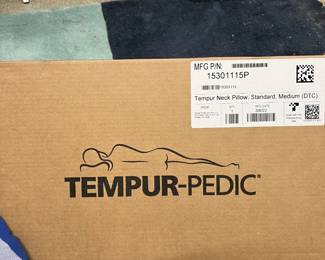 MFG P/N:
15301115P
Tempur Neck Pillow, Standard, Medium (DTC)
TEMPUR-PEDIC®